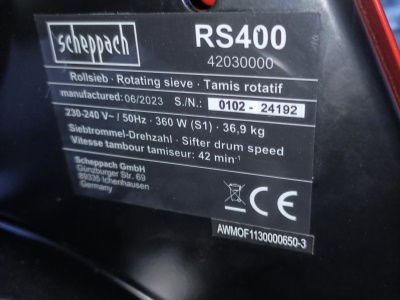 scheppach
RS400
42030000
Rollsieb · Rotating sieve · Tamis rotatif
manufactured: 06/2023 S./N.: 0102 - 24192
230-240 V~ / 50Hz · 360 W (S1) · 36,9 kg
Siebtrommel-Drehzahl · Sifter drum speed
Vitesse tambour tamiseur: 42 min⁻¹
Scheppach GmbH
Günzburger Str. 69
89335 Ichenhausen
Germany
CE
AWMOF1130000650-3